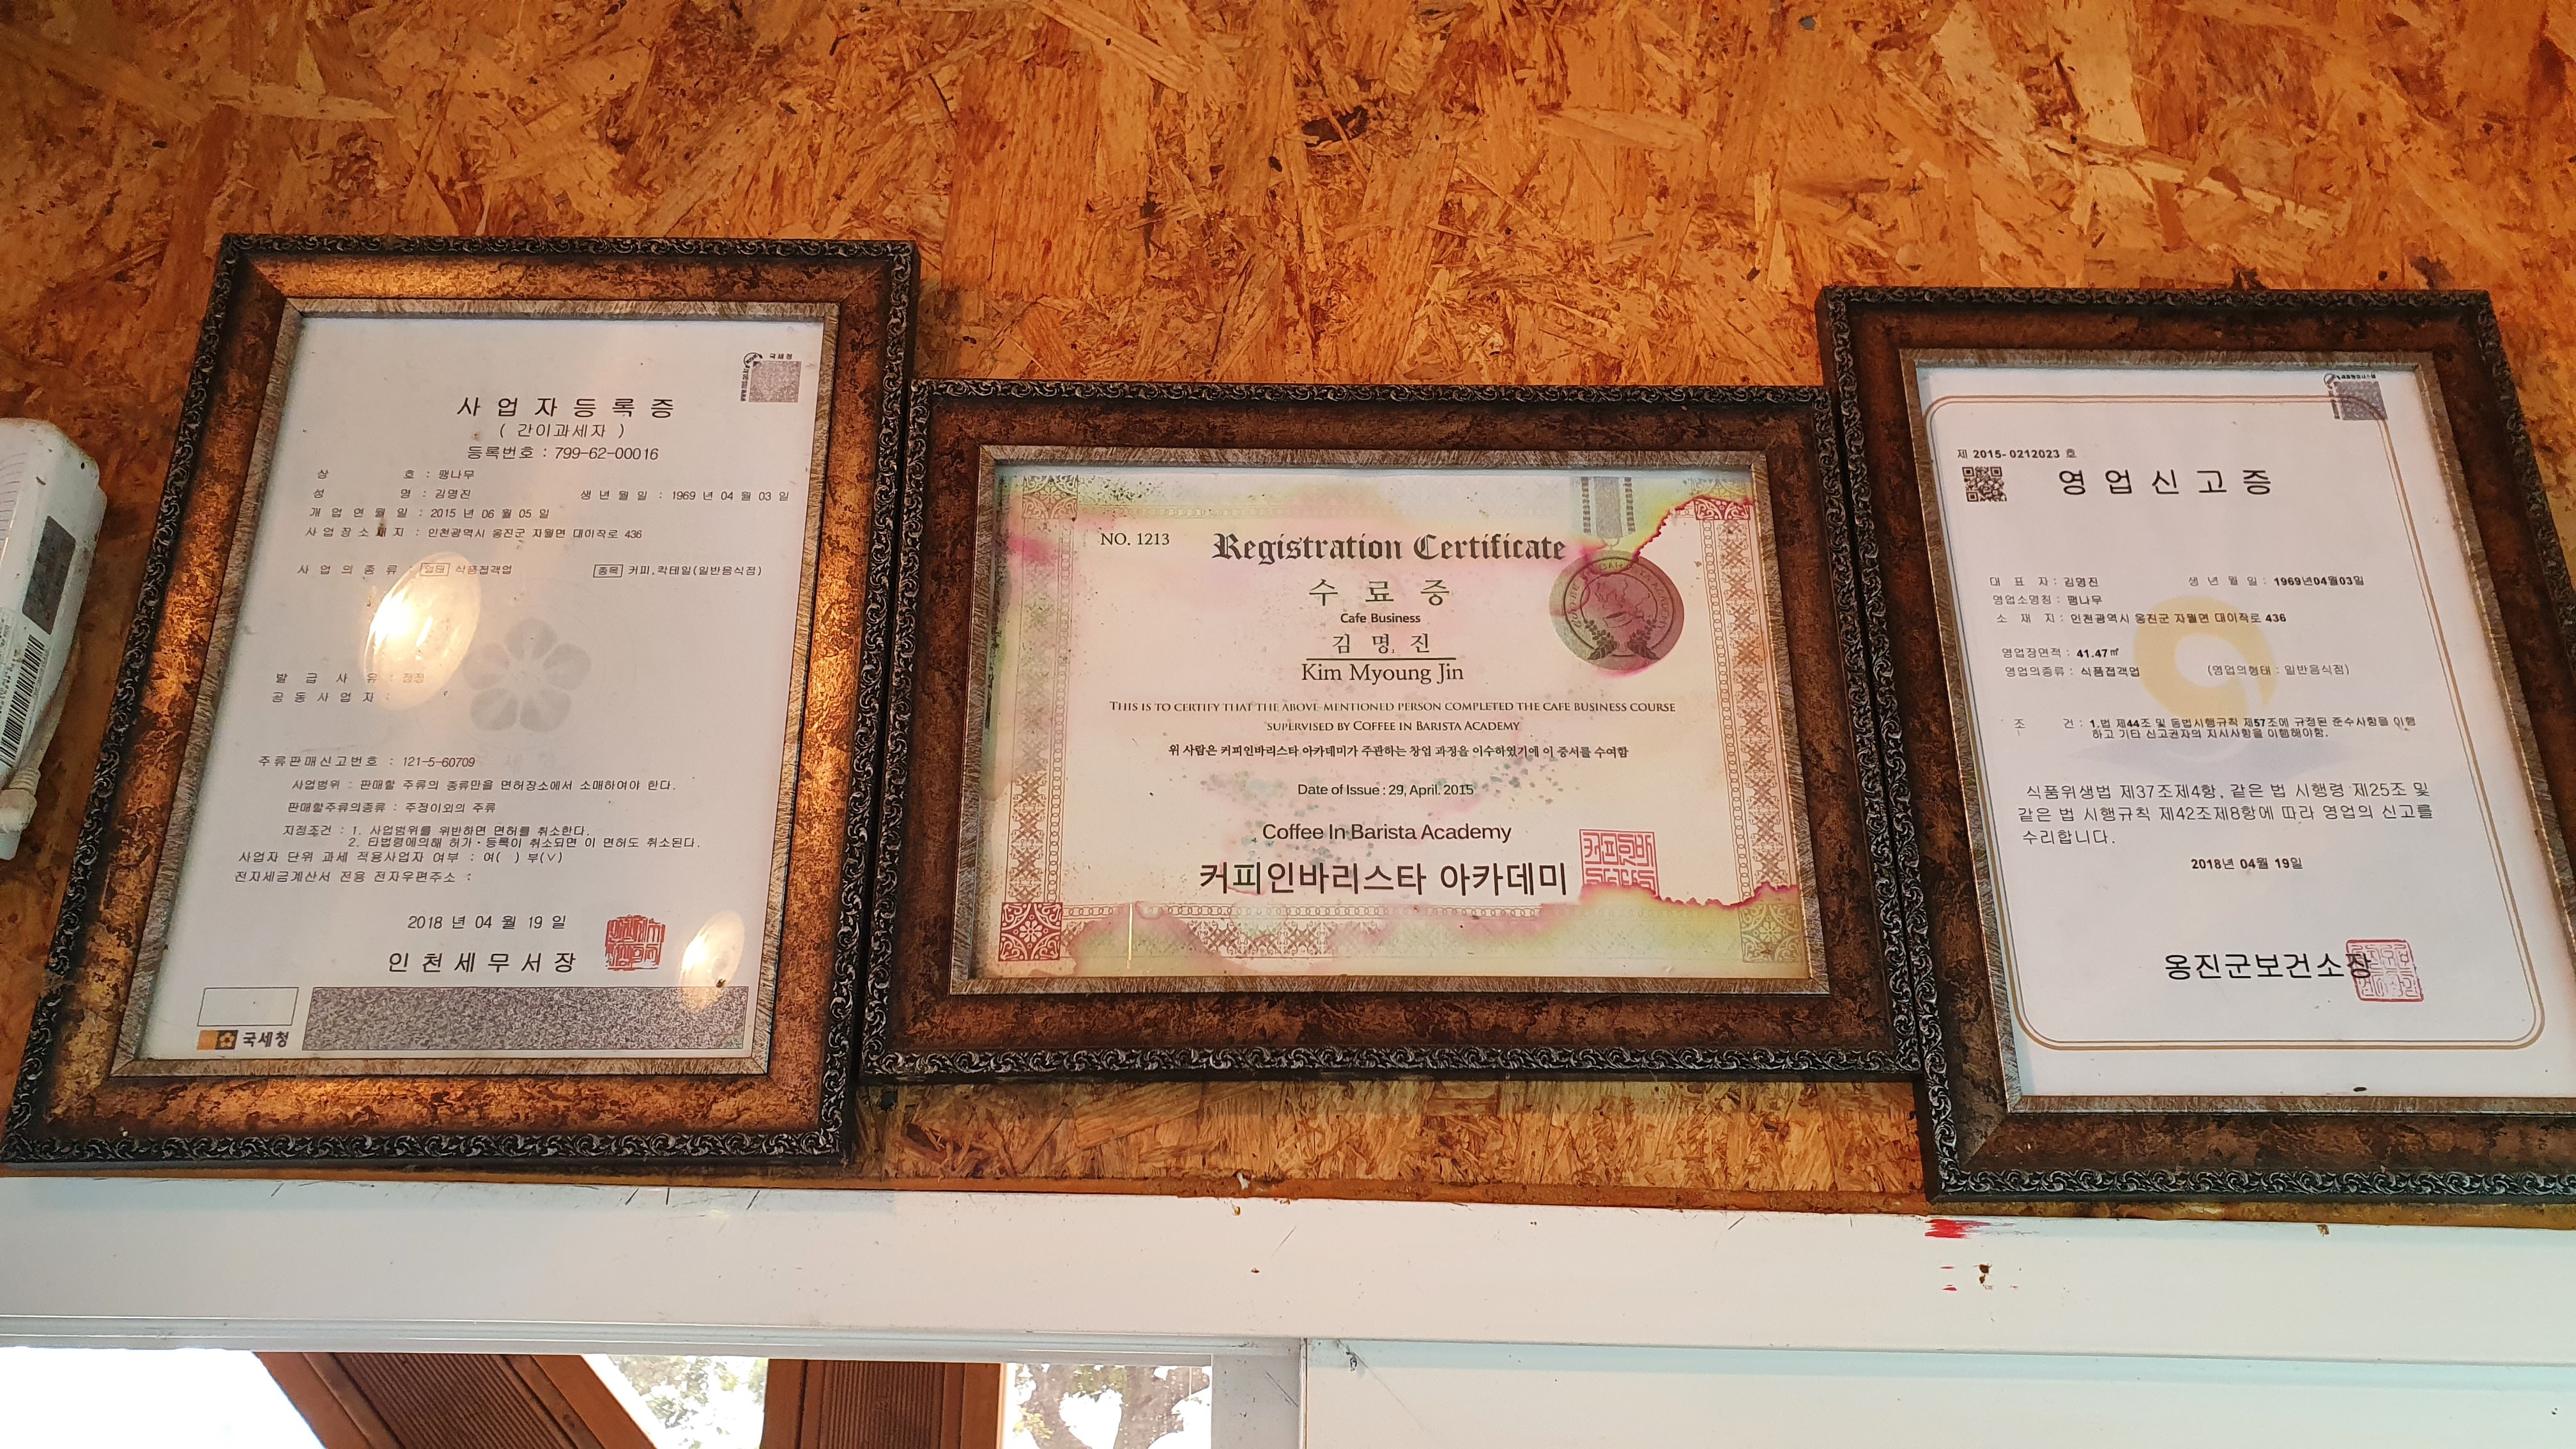 국세청
사업자등록증
( 간이과세자 )
등록번호 : 799-62-00016
상 호 : 팽나무
성 명 : 김명진 생 년 월 일 : 1969 년 04 월 03 일
개 업 연 월 일 : 2015 년 06 월 05 일
사 업 장 소 재 지 : 인천광역시 옹진군 자월면 대이작로 436
사 업 의 종 류 : 업태 식품접객업 종목 커피,칵테일(일반음식점)
발 급 사 유 : 정정
공 동 사 업 자 :
주류판매신고번호 : 121-5-60709
사업범위 : 판매할 주류의 종류만을 면허장소에서 소매하여야 한다.
판매할주류의종류 : 주정이외의 주류
지정조건 : 1. 사업범위를 위반하면 면허를 취소한다.
2. 타법령에의해 허가·등록이 취소되면 이 면허도 취소된다.
사업자 단위 과세 적용사업자 여부 : 여( ) 부(∨)
전자세금계산서 전용 전자우편주소 :
2018 년 04 월 19 일
인천세무서장
국세청
NO. 1213
Registration Certificate
수 료 증
Cafe Business
김 명 진
Kim Myoung Jin
THIS IS TO CERTIFY THAT THE ABOVE-MENTIONED PERSON COMPLETED THE CAFE BUSINESS COURSE
SUPERVISED BY COFFEE IN BARISTA ACADEMY
위 사람은 커피인바리스타 아카데미가 주관하는 창업 과정을 이수하였기에 이 증서를 수여함
Date of Issue : 29, April. 2015
Coffee In Barista Academy
커피인바리스타 아카데미
제 2015- 0212023 호
영업신고증
대 표 자 : 김명진 생 년 월 일 : 1969년04월03일
영업소명칭 : 팽나무
소 재 지 : 인천광역시 옹진군 자월면 대이작로 436
영업장면적 : 41.47㎡
영업의종류 : 식품접객업 (영업의형태 : 일반음식점)
조 건 : 1.법 제44조 및 동법시행규칙 제57조에 규정된 준수사항을 이행
하고 기타 신고권자의 지시사항을 이행해야함.
식품위생법 제37조제4항, 같은 법 시행령 제25조 및
같은 법 시행규칙 제42조제8항에 따라 영업의 신고를
수리합니다.
2018년 04월 19일
옹진군보건소장